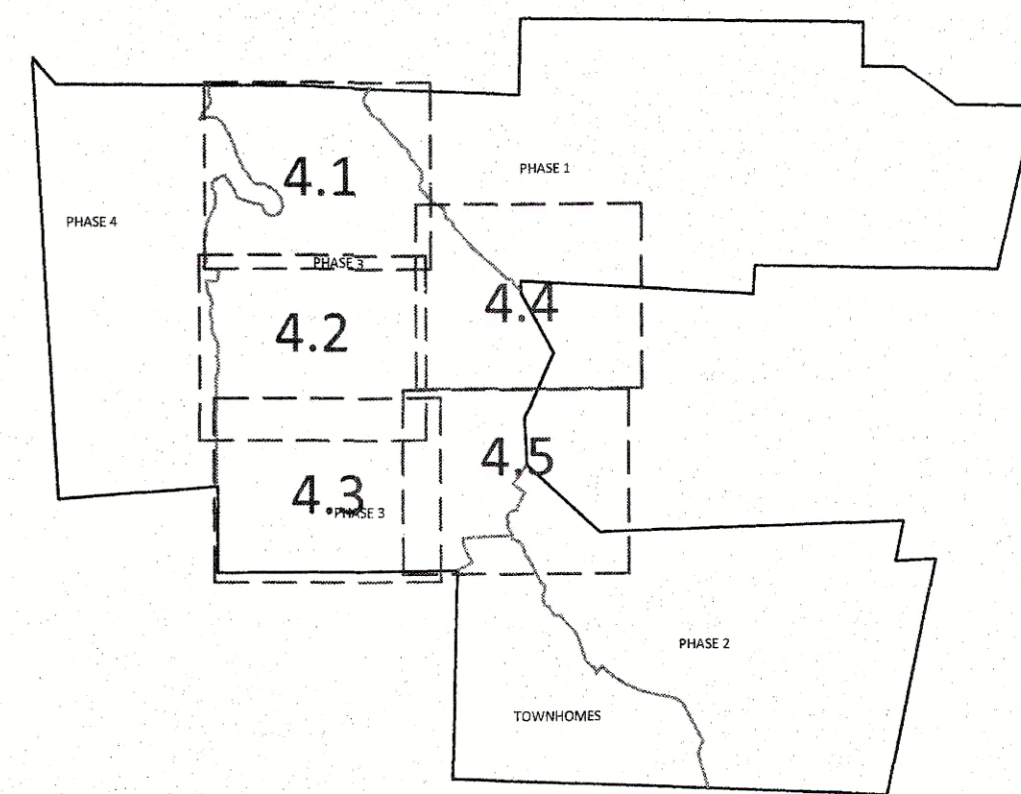 PHASE 1
4.1
PHASE 4
PHASE 3
4.4
4.2
4.5
4.3
PHASE 3
PHASE 2
TOWNHOMES